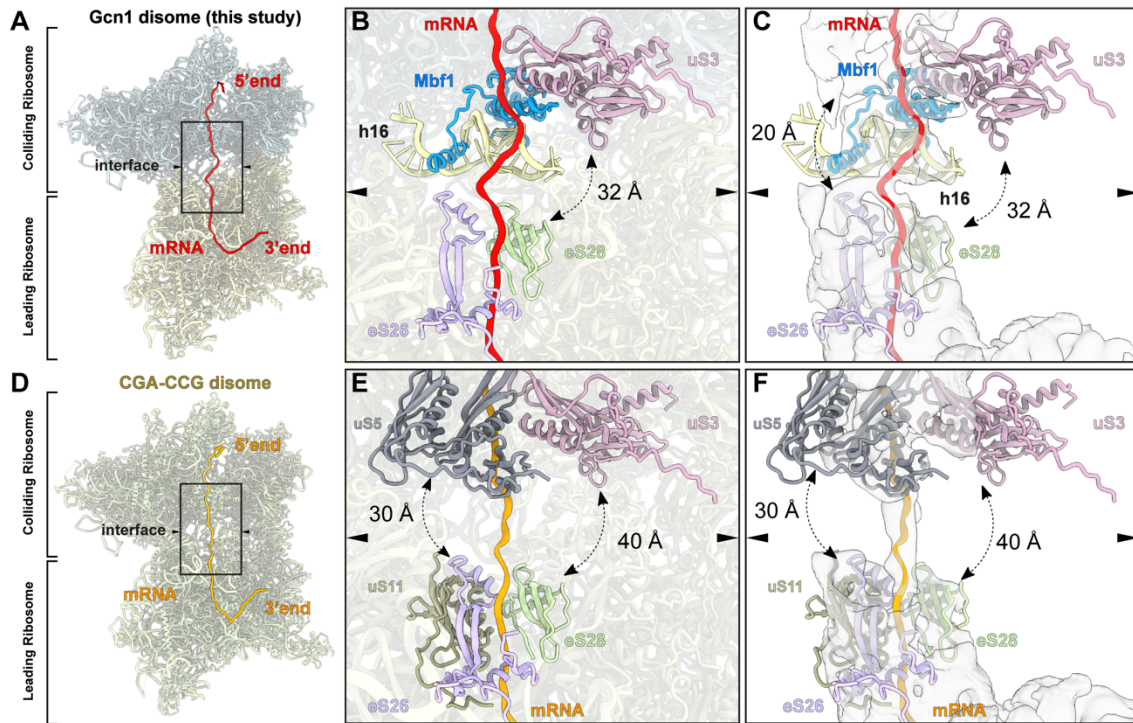 A
Gcn1 disome (this study)
Colliding Ribosome
Leading Ribosome
5'end
interface
mRNA
3'end
B
mRNA
uS3
Mbf1
h16
32 Å
eS28
eS26
C
mRNA
uS3
Mbf1
20 Å
h16
32 Å
eS28
eS26
D
CGA-CCG disome
Colliding Ribosome
Leading Ribosome
5'end
interface
mRNA
3'end
E
uS5
uS3
30 Å
40 Å
uS11
eS28
eS26
mRNA
F
uS5
uS3
30 Å
40 Å
uS11
eS28
eS26
mRNA